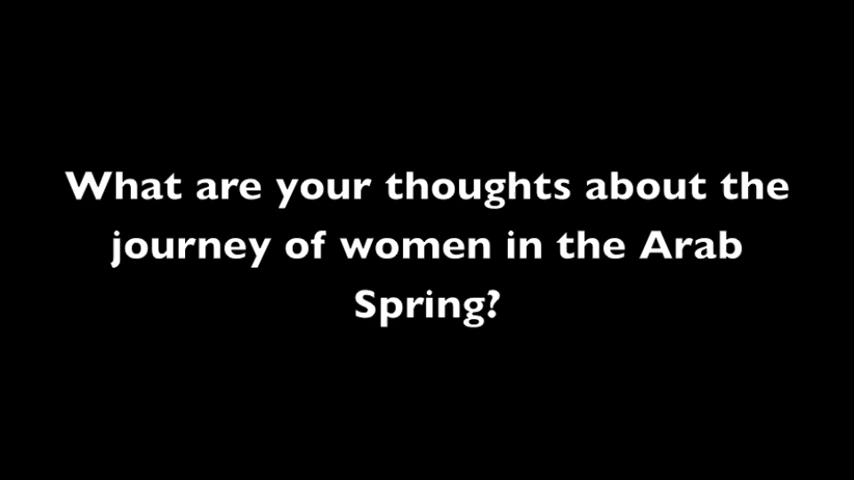 What are your thoughts about the
journey of women in the Arab
Spring?